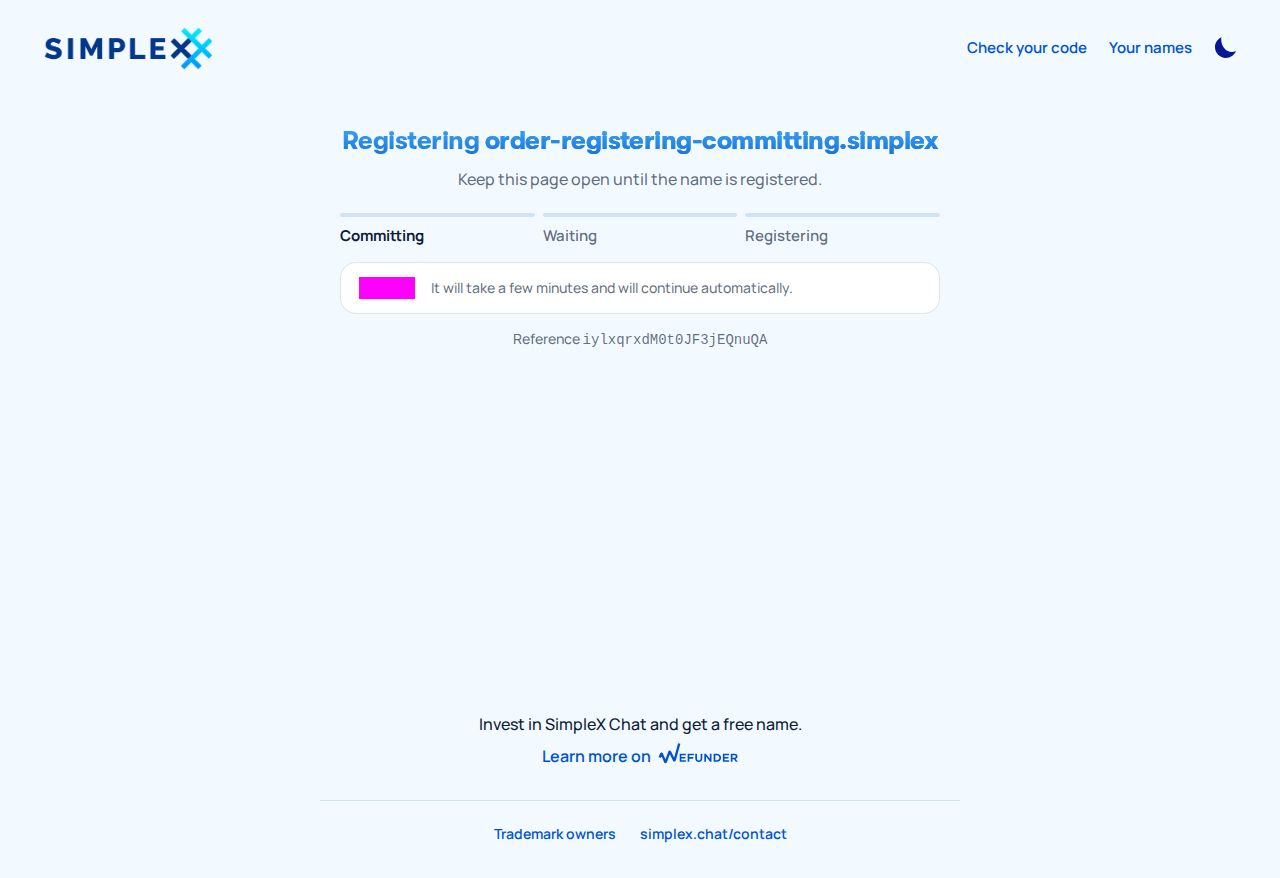 SIMPLEX
Check your code
Your names
Registering order-registering-committing.simplex
Keep this page open until the name is registered.
Committing
Waiting
Registering
It will take a few minutes and will continue automatically.
Reference iylxqrxdM0t0JF3jEQnuQA
Invest in SimpleX Chat and get a free name.
Learn more on WEFUNDER
Trademark owners
simplex.chat/contact